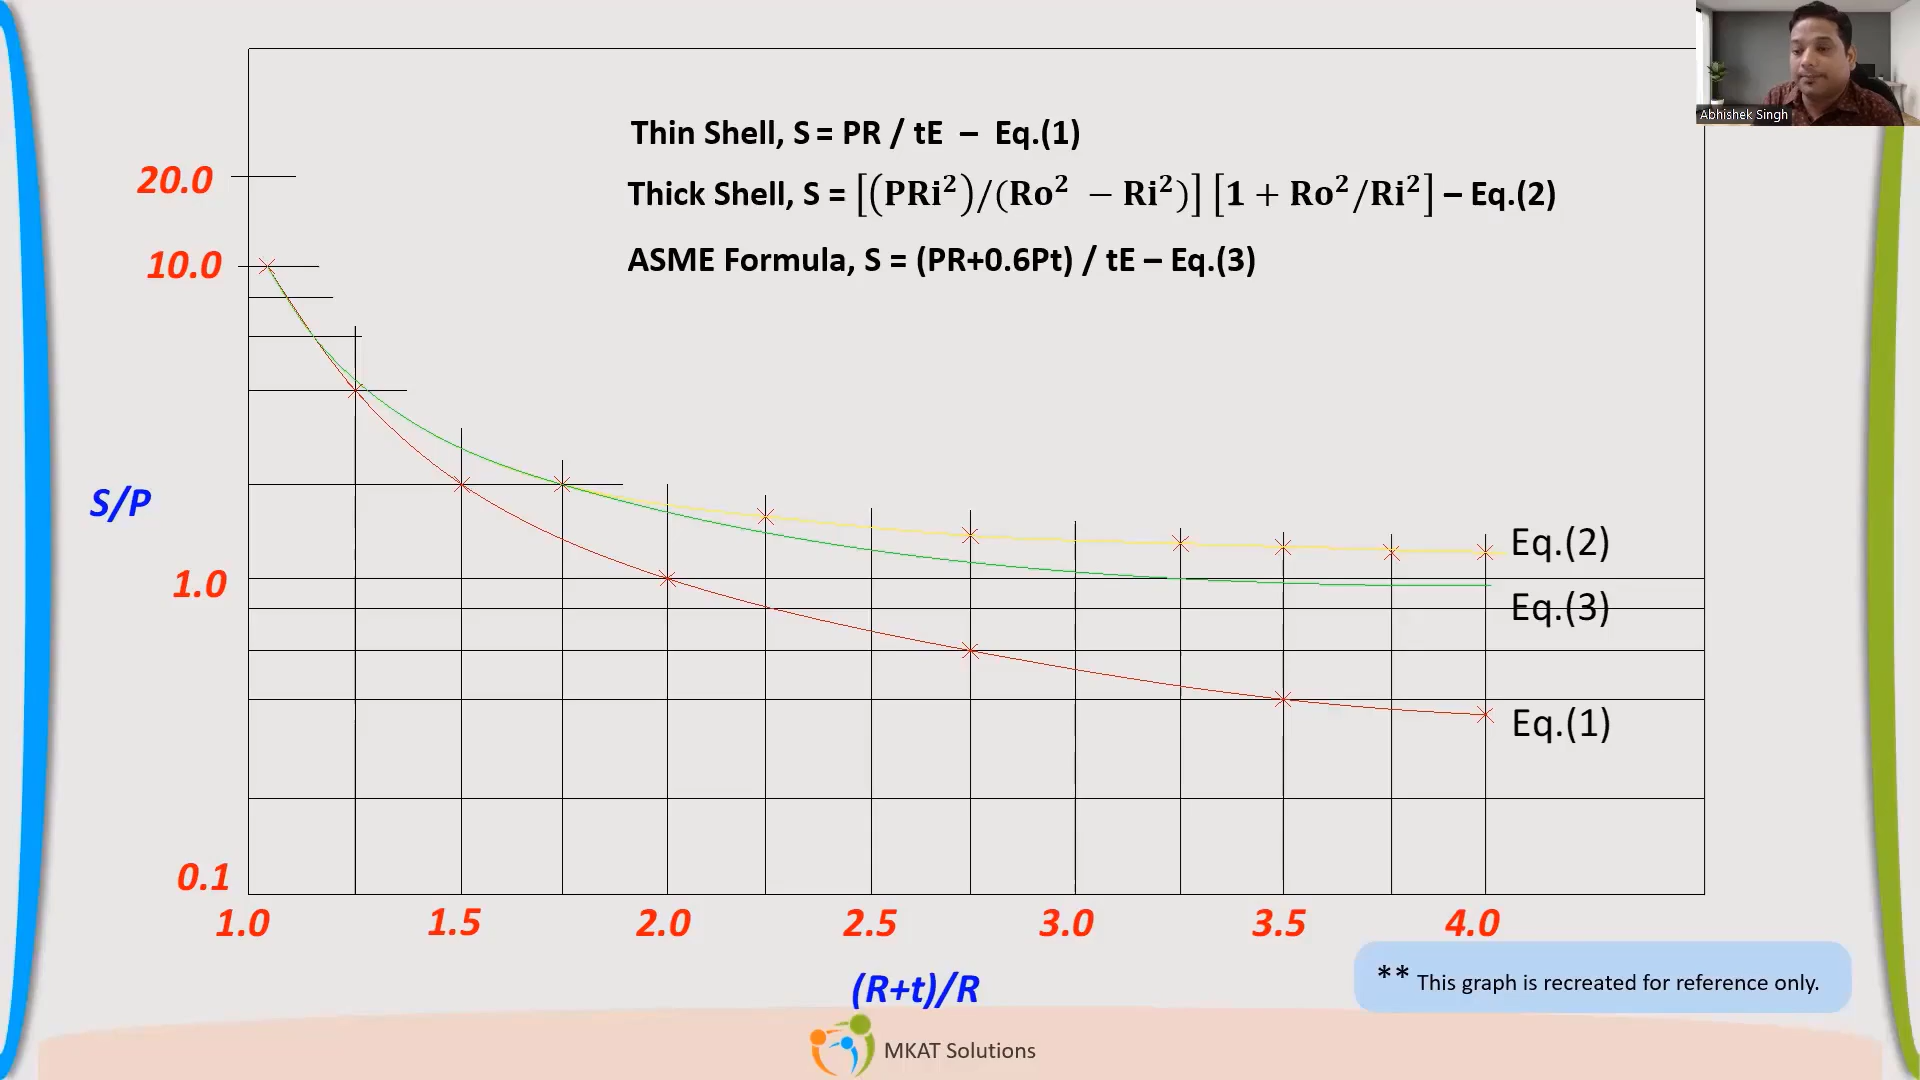 Abhishek Singh
Thin Shell, S = PR / tE – Eq.(1)
Thick Shell, S = [(PRi²)/(Ro² − Ri²)] [1 + Ro²/Ri²] – Eq.(2)
ASME Formula, S = (PR+0.6Pt) / tE – Eq.(3)
20.0
10.0
S/P
1.0
0.1
Eq.(2)
Eq.(3)
Eq.(1)
1.0 1.5 2.0 2.5 3.0 3.5 4.0
(R+t)/R
** This graph is recreated for reference only.
MKAT Solutions